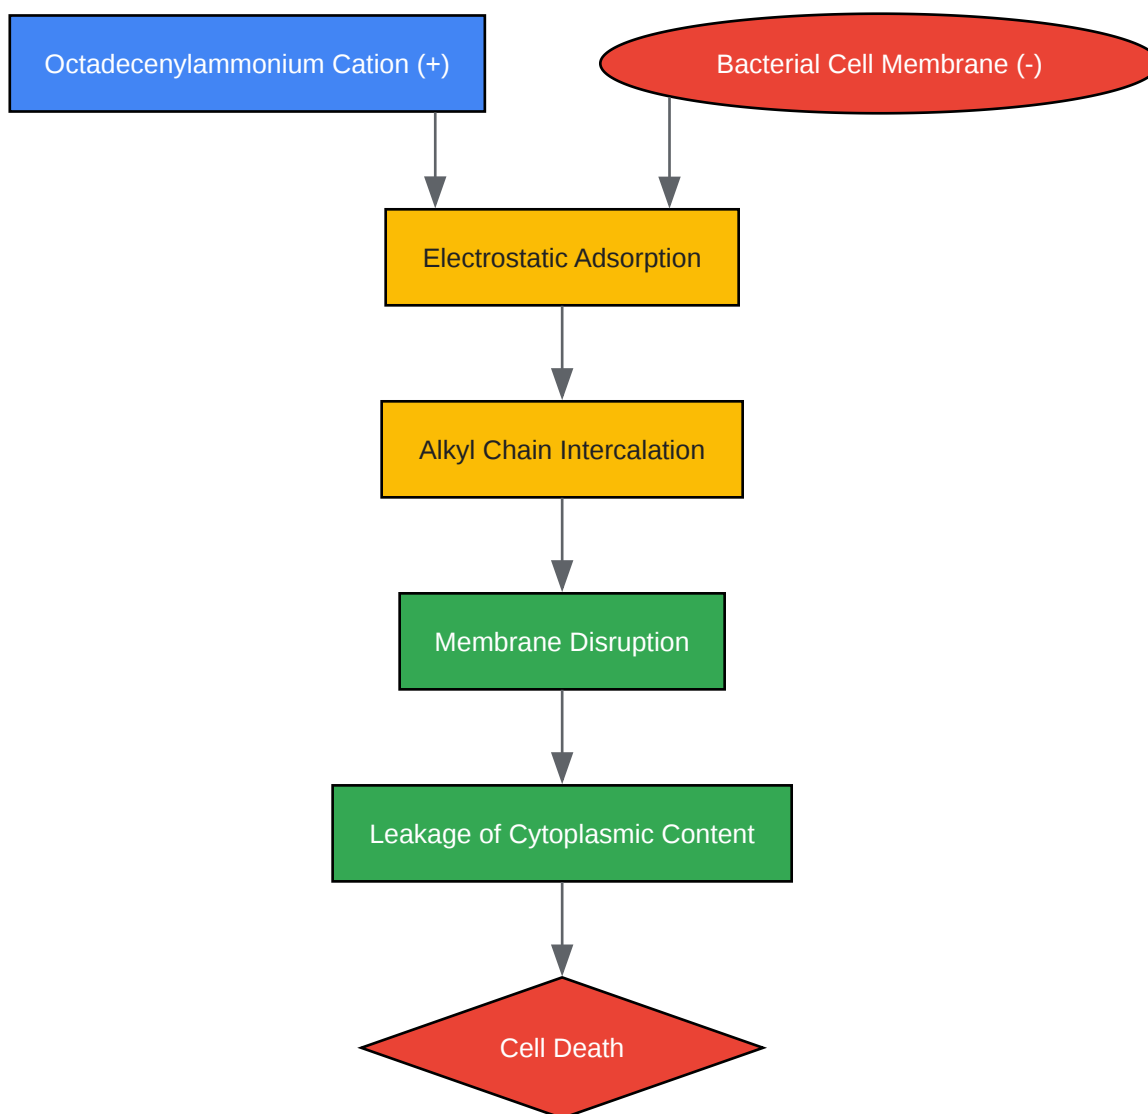 Octadecenylammonium Cation (+)
Bacterial Cell Membrane (-)
Electrostatic Adsorption
Alkyl Chain Intercalation
Membrane Disruption
Leakage of Cytoplasmic Content
Cell Death